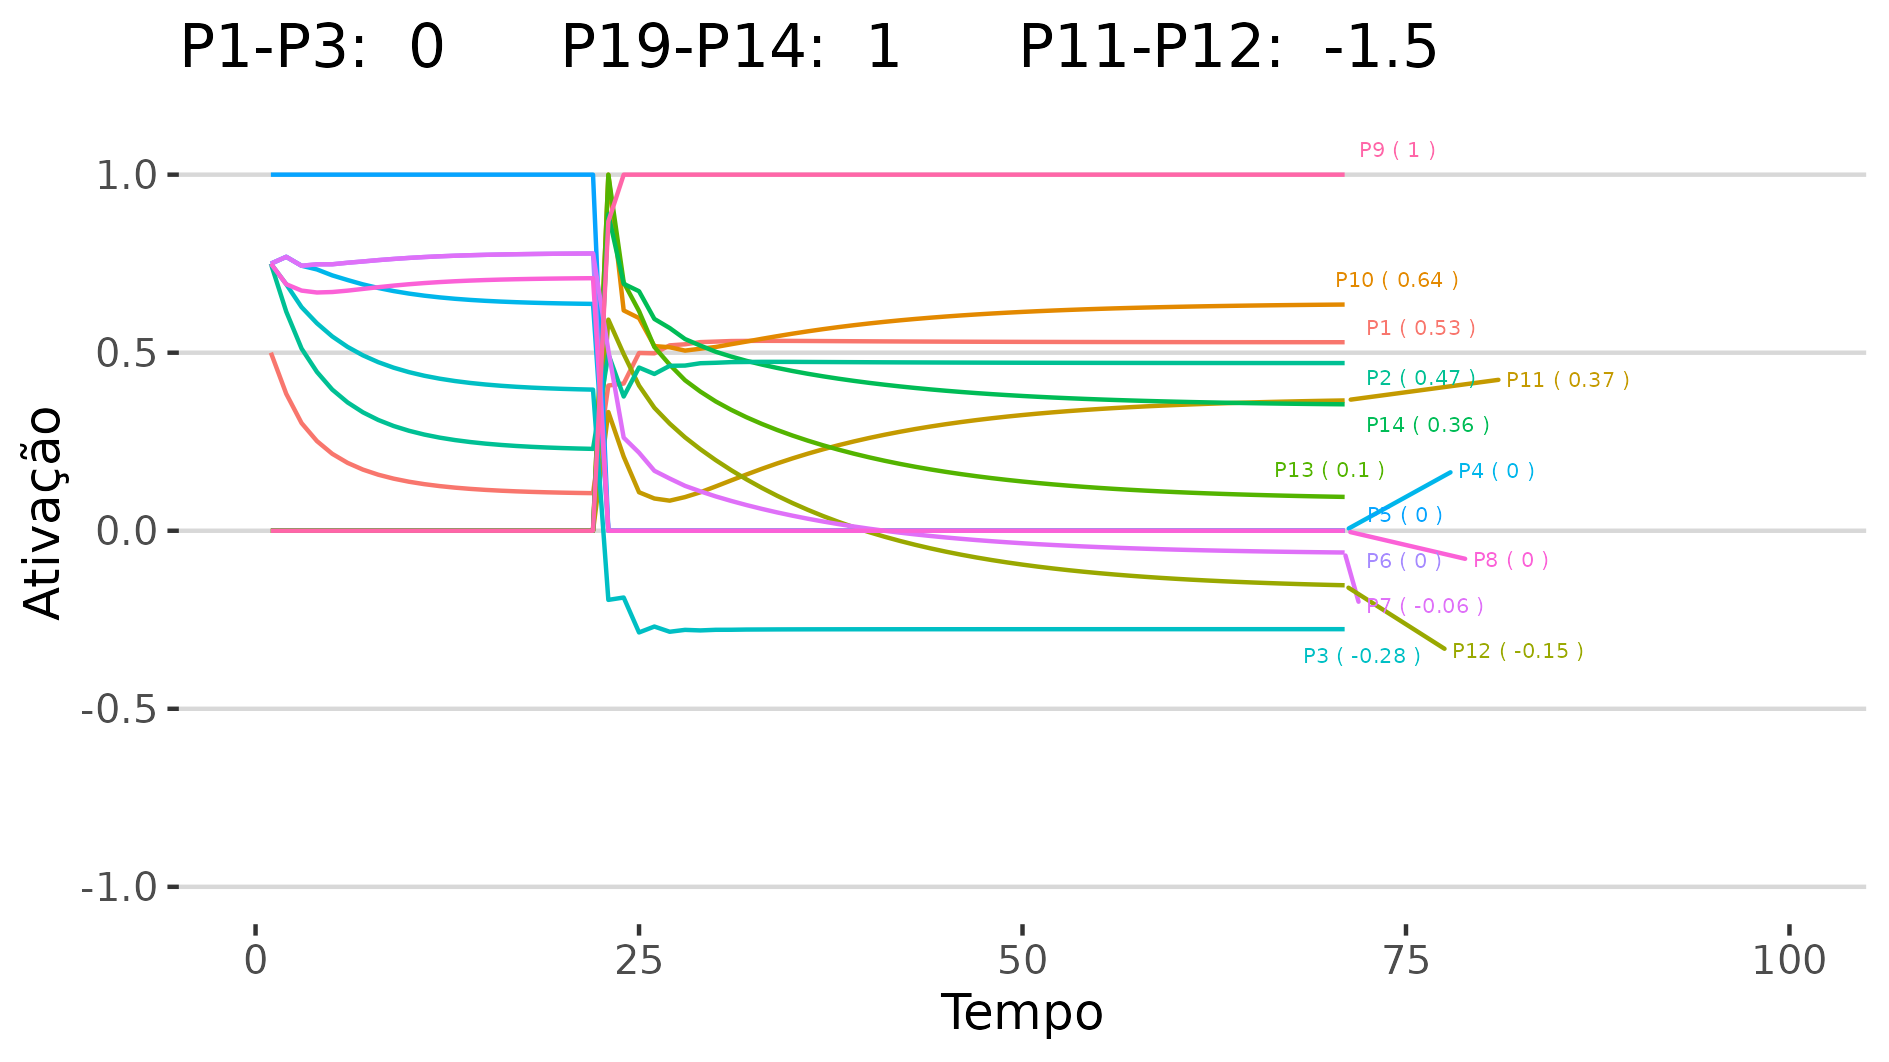 P1-P3:  0  P19-P14:  1  P11-P12:  -1.5
P9 ( 1 )
1.0
P10 ( 0.64 )
P1 ( 0.53 )
0.5
P2 ( 0.47 )
P11 ( 0.37 )
P14 ( 0.36 )
P13 ( 0.1 )
P4 ( 0 )
P5 ( 0 )
0.0
P6 ( 0 )
P8 ( 0 )
P7 ( -0.06 )
P12 ( -0.15 )
P3 ( -0.28 )
-0.5
-1.0
Ativação
0 25 50 75 100
Tempo